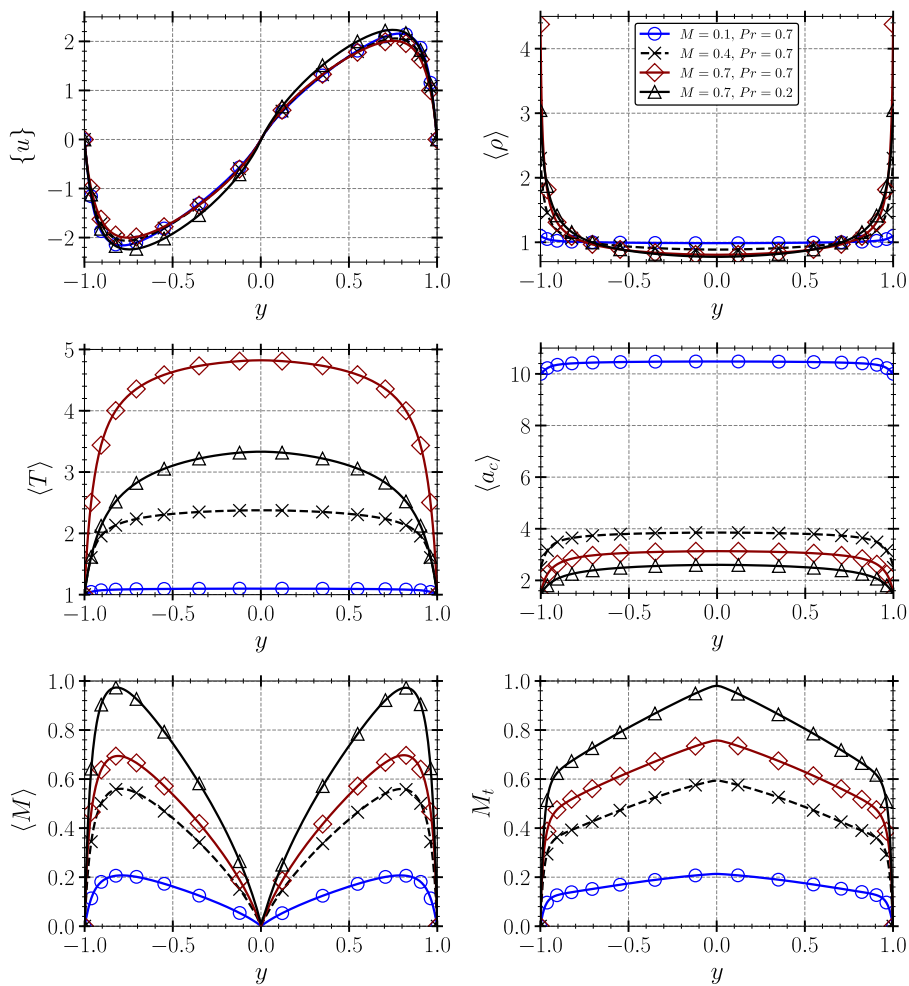 2
1
0
−1
−2
{u}
−1.0 −0.5 0.0 0.5 1.0
y
4
3
2
1
⟨ρ⟩
M = 0.1, Pr = 0.7
M = 0.4, Pr = 0.7
M = 0.7, Pr = 0.7
M = 0.7, Pr = 0.2
−1.0 −0.5 0.0 0.5 1.0
y
5
4
3
2
1
⟨T⟩
−1.0 −0.5 0.0 0.5 1.0
y
10
8
6
4
2
⟨a_c⟩
−1.0 −0.5 0.0 0.5 1.0
y
1.0
0.8
0.6
0.4
0.2
0.0
⟨M⟩
−1.0 −0.5 0.0 0.5 1.0
y
1.0
0.8
0.6
0.4
0.2
0.0
M_t
−1.0 −0.5 0.0 0.5 1.0
y